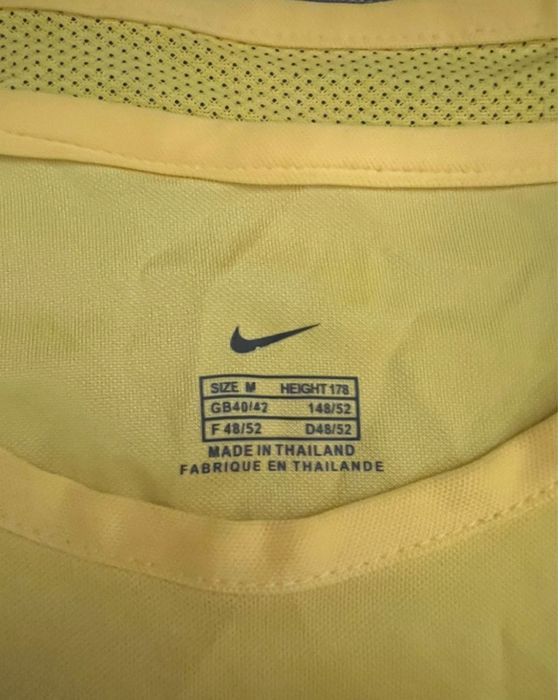 SIZE M HEIGHT 178
GB40/42 148/52
F 48/52 D48/52
MADE IN THAILAND
FABRIQUE EN THAILANDE